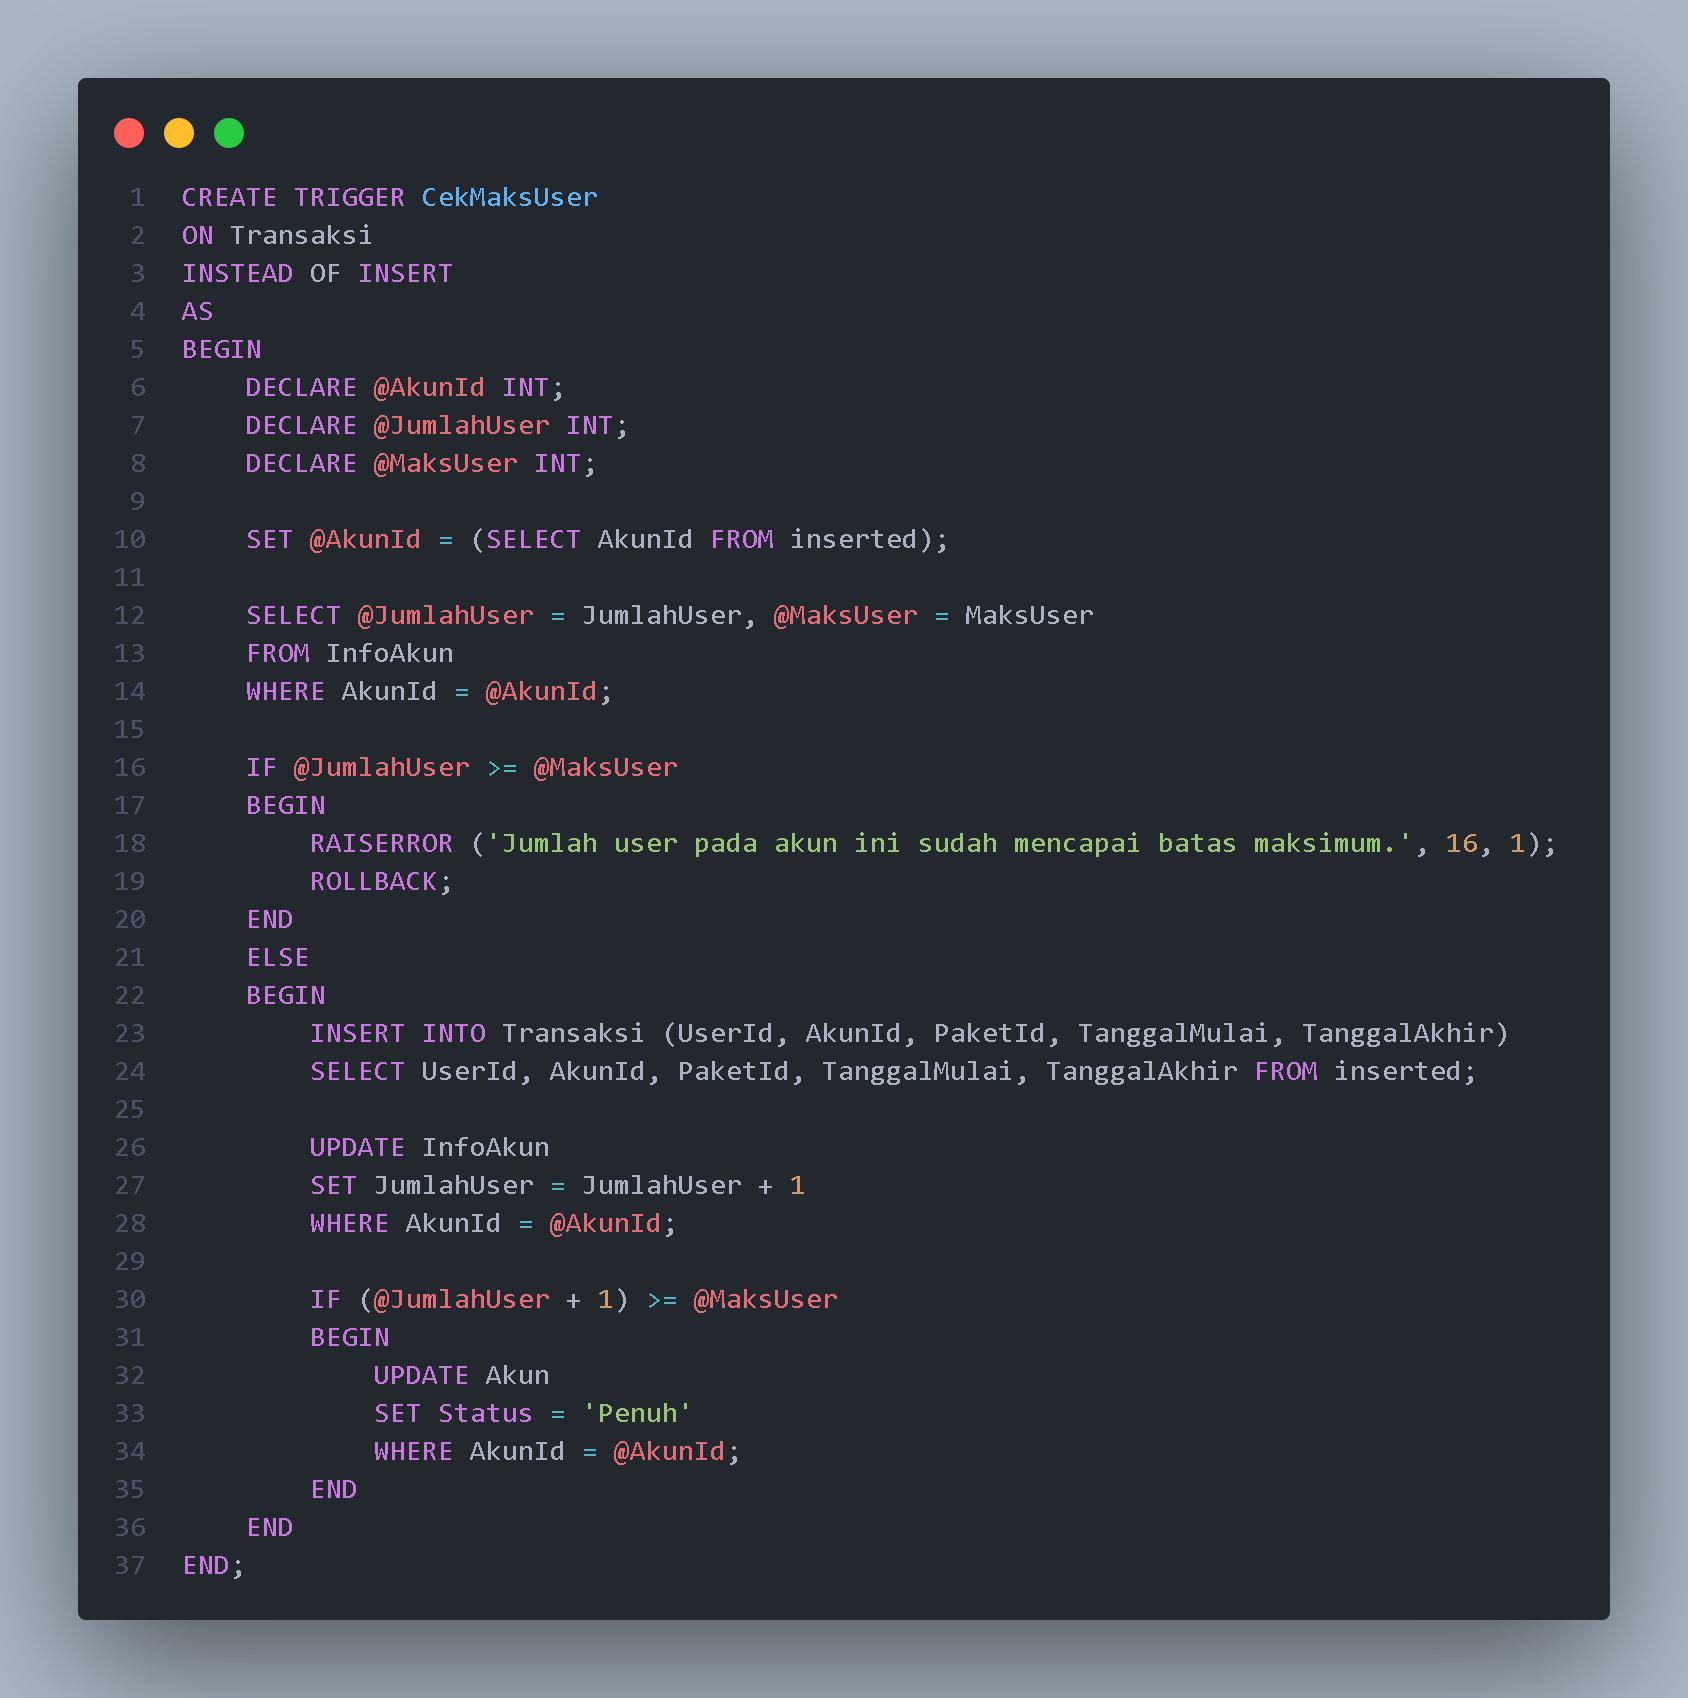 1 CREATE TRIGGER CekMaksUser
2 ON Transaksi
3 INSTEAD OF INSERT
4 AS
5 BEGIN
6     DECLARE @AkunId INT;
7     DECLARE @JumlahUser INT;
8     DECLARE @MaksUser INT;
9
10     SET @AkunId = (SELECT AkunId FROM inserted);
11
12     SELECT @JumlahUser = JumlahUser, @MaksUser = MaksUser
13     FROM InfoAkun
14     WHERE AkunId = @AkunId;
15
16     IF @JumlahUser >= @MaksUser
17     BEGIN
18         RAISERROR ('Jumlah user pada akun ini sudah mencapai batas maksimum.', 16, 1);
19         ROLLBACK;
20     END
21     ELSE
22     BEGIN
23         INSERT INTO Transaksi (UserId, AkunId, PaketId, TanggalMulai, TanggalAkhir)
24         SELECT UserId, AkunId, PaketId, TanggalMulai, TanggalAkhir FROM inserted;
25
26         UPDATE InfoAkun
27         SET JumlahUser = JumlahUser + 1
28         WHERE AkunId = @AkunId;
29
30         IF (@JumlahUser + 1) >= @MaksUser
31         BEGIN
32             UPDATE Akun
33             SET Status = 'Penuh'
34             WHERE AkunId = @AkunId;
35         END
36     END
37 END;